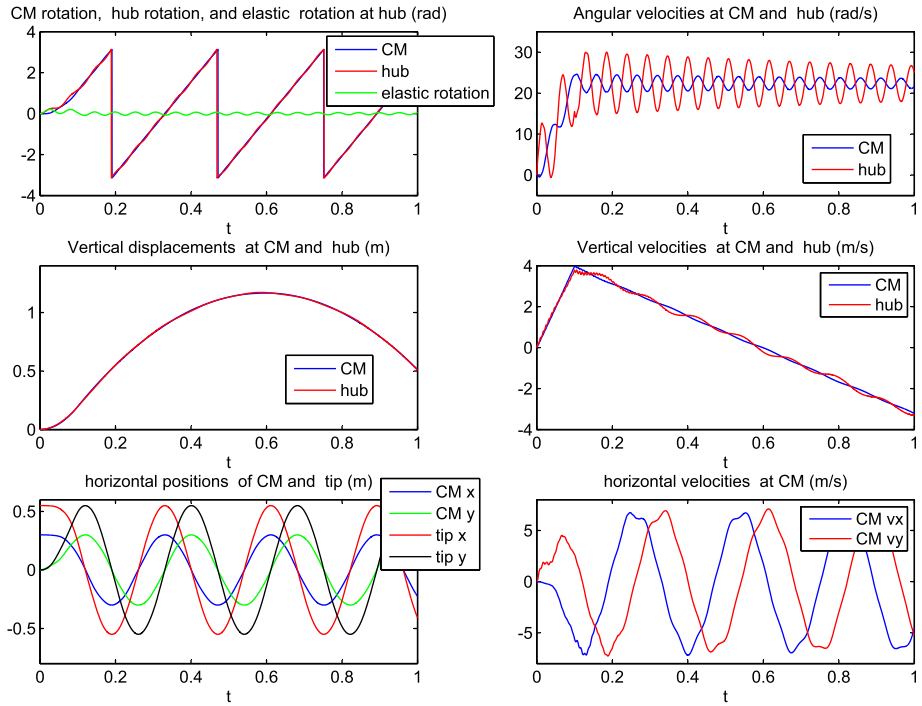 CM rotation, hub rotation, and elastic rotation at hub (rad)
4
2
0
-2
-4
0
0.2
0.4
0.6
0.8
1
t
CM
hub
elastic rotation
Angular velocities at CM and hub (rad/s)
30
20
10
0
0
0.2
0.4
0.6
0.8
1
t
CM
hub
Vertical displacements at CM and hub (m)
1
0.5
0
0
0.2
0.4
0.6
0.8
1
t
CM
hub
Vertical velocities at CM and hub (m/s)
4
2
0
-2
-4
0
0.2
0.4
0.6
0.8
1
t
CM
hub
horizontal positions of CM and tip (m)
0.5
0
-0.5
0
0.2
0.4
0.6
0.8
1
t
CM x
CM y
tip x
tip y
horizontal velocities at CM (m/s)
5
0
-5
0
0.2
0.4
0.6
0.8
1
t
CM vx
CM vy